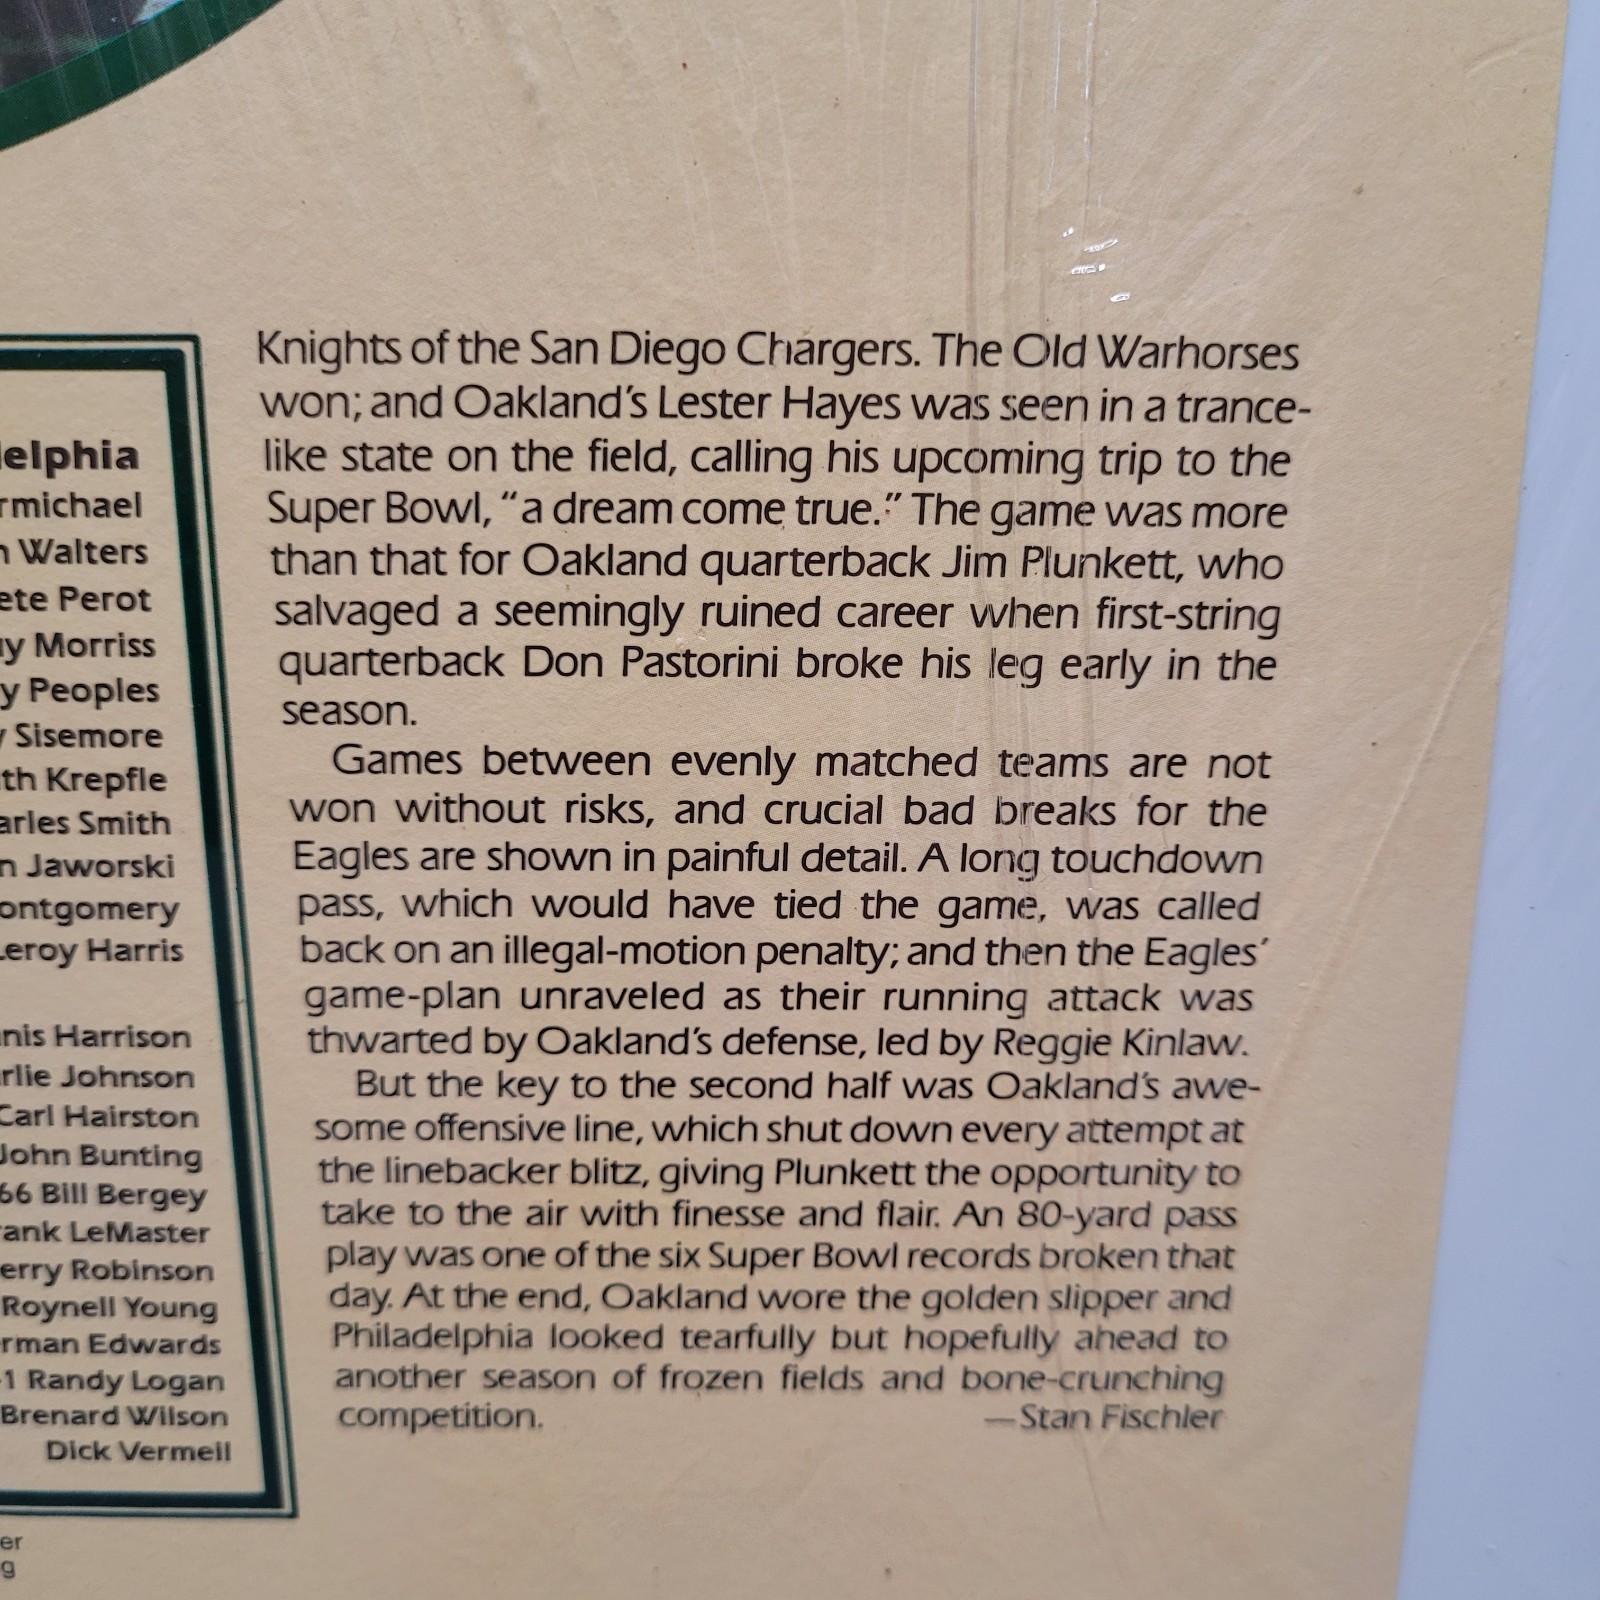 Knights of the San Diego Chargers. The Old Warhorses
won; and Oakland's Lester Hayes was seen in a trance-
like state on the field, calling his upcoming trip to the
Super Bowl, "a dream come true." The game was more
than that for Oakland quarterback Jim Plunkett, who
salvaged a seemingly ruined career when first-string
quarterback Don Pastorini broke his leg early in the
season.
Games between evenly matched teams are not
won without risks, and crucial bad breaks for the
Eagles are shown in painful detail. A long touchdown
pass, which would have tied the game, was called
back on an illegal-motion penalty; and then the Eagles'
game-plan unraveled as their running attack was
thwarted by Oakland's defense, led by Reggie Kinlaw.
But the key to the second half was Oakland's awe-
some offensive line, which shut down every attempt at
the linebacker blitz, giving Plunkett the opportunity to
take to the air with finesse and flair. An 80-yard pass
play was one of the six Super Bowl records broken that
day. At the end, Oakland wore the golden slipper and
Philadelphia looked tearfully but hopefully ahead to
another season of frozen fields and bone-crunching
competition. —Stan Fischler
elphia
rmichael
Walters
ete Perot
uy Morriss
y Peoples
Sisemore
th Krepfle
arles Smith
n Jaworski
ontgomery
Leroy Harris
nis Harrison
rlie Johnson
Carl Hairston
John Bunting
66 Bill Bergey
rank LeMaster
erry Robinson
Roynell Young
rman Edwards
1 Randy Logan
Brenard Wilson
Dick Vermeil
er
g